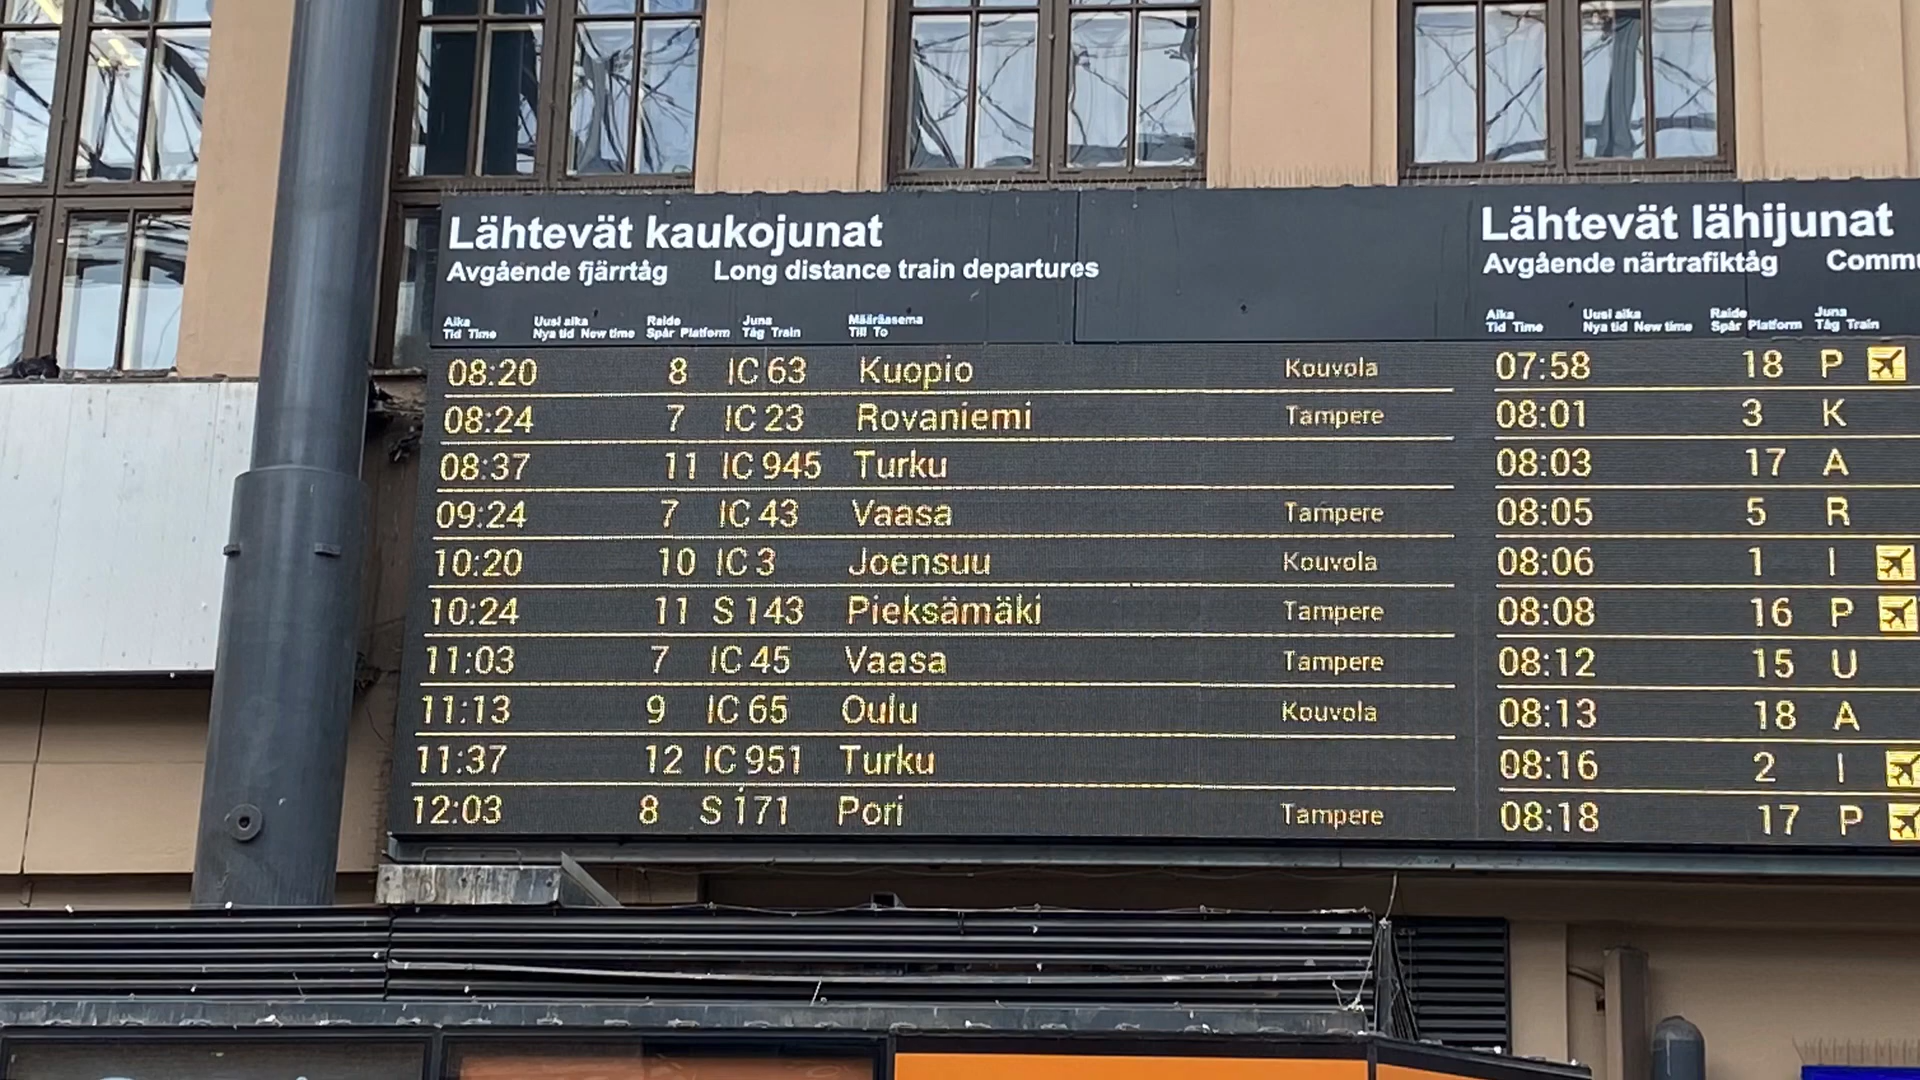 Lähtevät kaukojunat
Avgående fjärrtåg Long distance train departures
Aika Uusi aika Raide Juna Määräasema
Tid Time Nya tid New time Spår Platform Tåg Train Till To
08:20 8 IC 63 Kuopio Kouvola
08:24 7 IC 23 Rovaniemi Tampere
08:37 11 IC 945 Turku
09:24 7 IC 43 Vaasa Tampere
10:20 10 IC 3 Joensuu Kouvola
10:24 11 S 143 Pieksämäki Tampere
11:03 7 IC 45 Vaasa Tampere
11:13 9 IC 65 Oulu Kouvola
11:37 12 IC 951 Turku
12:03 8 S 171 Pori Tampere
Lähtevät lähijunat
Avgående närtrafiktåg Commu
Aika Uusi aika Raide Juna
Tid Time Nya tid New time Spår Platform Tåg Train
07:58 18 P
08:01 3 K
08:03 17 A
08:05 5 R
08:06 1 I
08:08 16 P
08:12 15 U
08:13 18 A
08:16 2 I
08:18 17 P